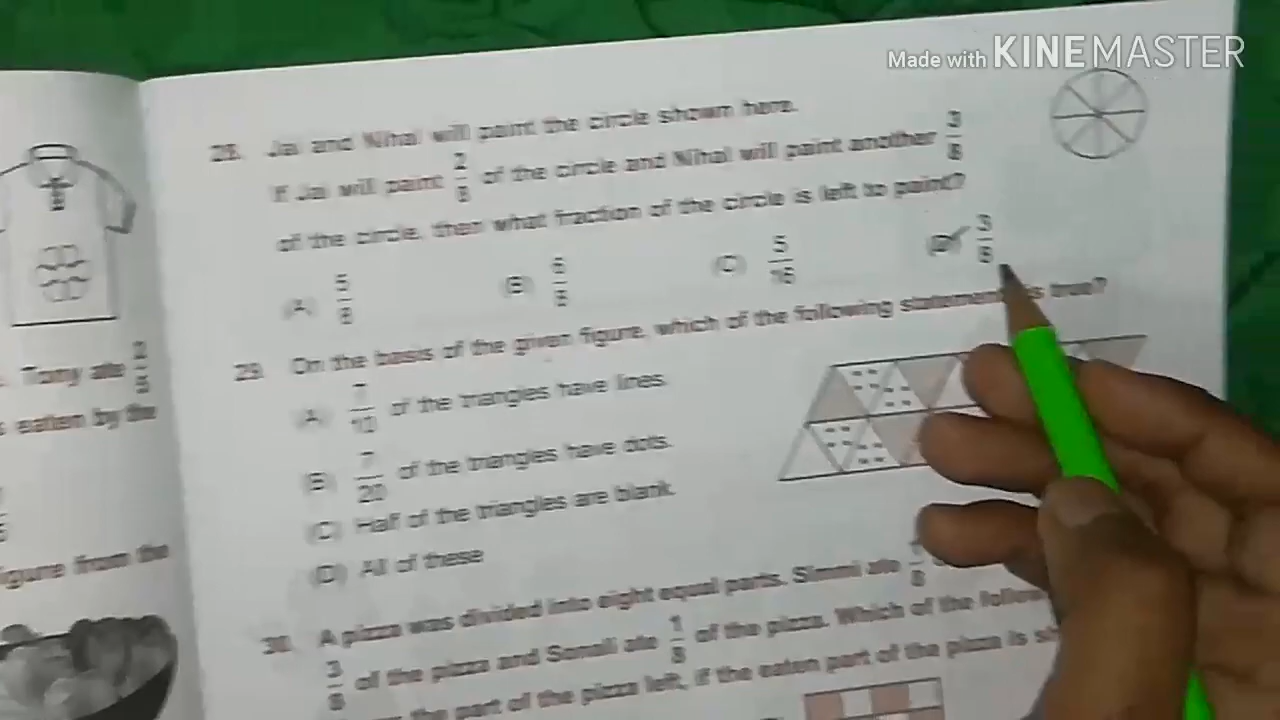 Made with KINEMASTER
28. Jai and Nihal will paint the circle shown here.
If Jai will paint 2/8 of the circle and Nihal will paint another 3/8
of the circle, then what fraction of the circle is left to paint?
(A) 5/8 (B) 6/8 (C) 5/16 (D) 3/8
29. On the basis of the given figure, which of the following statement is true?
(A) 7/10 of the triangles have lines.
(B) 7/20 of the triangles have dots.
(C) Half of the triangles are blank.
(D) All of these
30. A pizza was divided into eight equal parts. Simmi ate 1/8
3/8 of the pizza and Sonali ate 1/8 of the pizza. Which of the
the part of the pizza left, if the eaten part of the pizza is
Tomy ate
eaten by the
figure from the